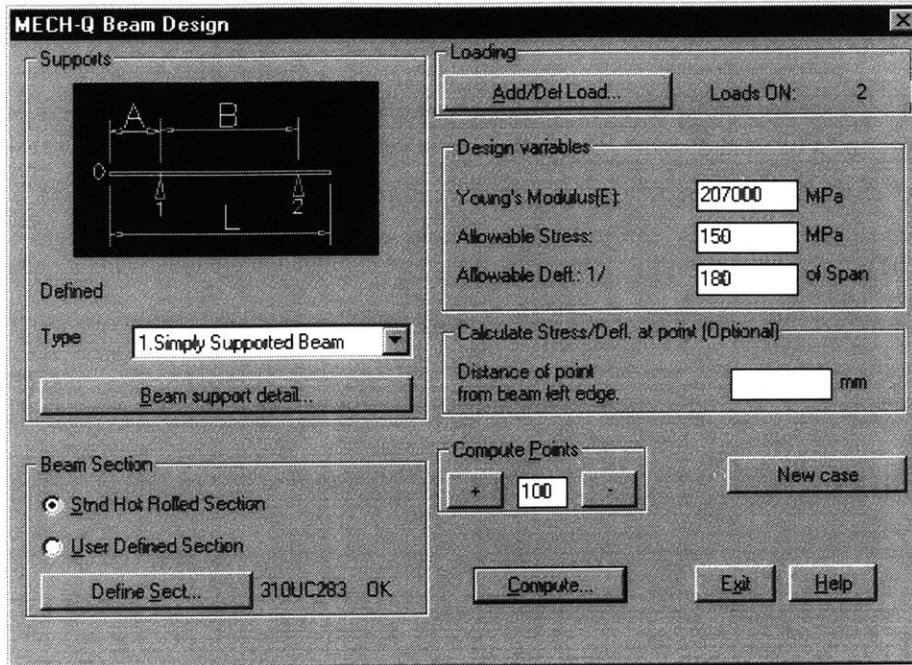 MECH-Q Beam Design
Supports
A
B
0
1
2
L
Defined
Type
1.Simply Supported Beam
Beam support detail...
Beam Section
Stnd Hot Rolled Section
User Defined Section
Define Sect...
310UC283 OK
Loading
Add/Del Load...
Loads ON: 2
Design variables
Young's Modulus(E): 207000 MPa
Allowable Stress: 150 MPa
Allowable Defl.: 1/ 180 of Span
Calculate Stress/Defl. at point (Optional)
Distance of point
from beam left edge. mm
Compute Points
+ 100 -
New case
Compute...
Exit
Help